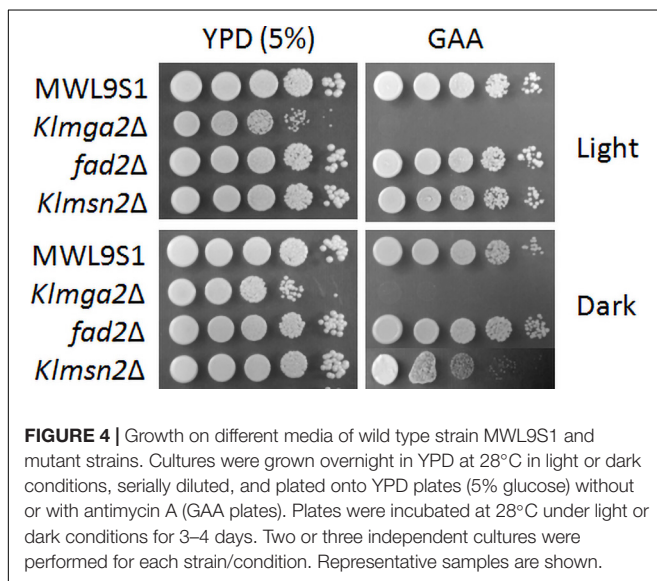 YPD (5%) GAA
MWL9S1
Klmga2Δ
fad2Δ
Klmsn2Δ
Light
MWL9S1
Klmga2Δ
fad2Δ
Klmsn2Δ
Dark
FIGURE 4 | Growth on different media of wild type strain MWL9S1 and
mutant strains. Cultures were grown overnight in YPD at 28°C in light or dark
conditions, serially diluted, and plated onto YPD plates (5% glucose) without
or with antimycin A (GAA plates). Plates were incubated at 28°C under light or
dark conditions for 3–4 days. Two or three independent cultures were
performed for each strain/condition. Representative samples are shown.